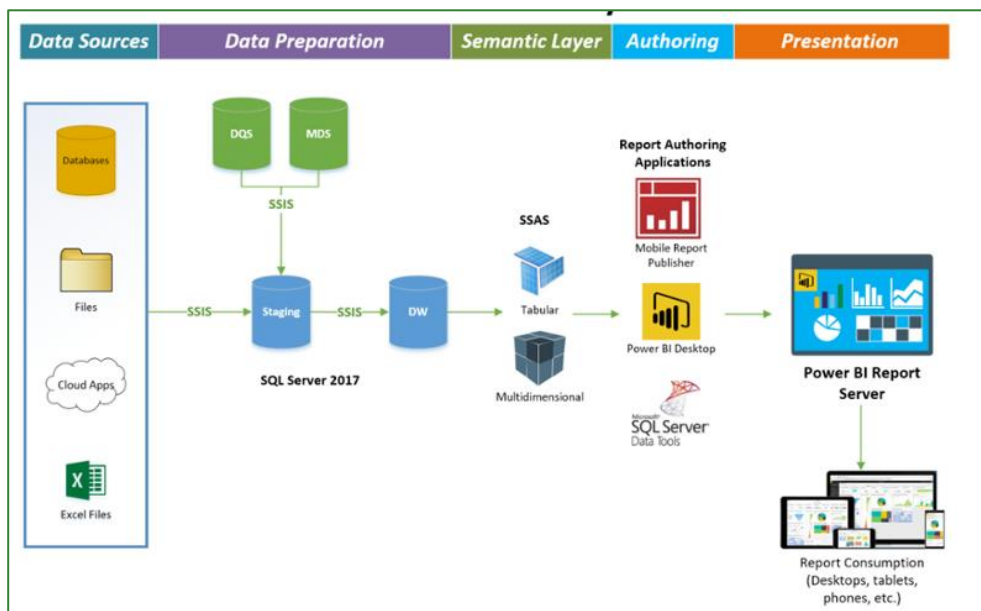 Data Sources
Data Preparation
Semantic Layer
Authoring
Presentation
Databases
Files
Cloud Apps
Excel Files
SSIS
DQS
MDS
SSIS
Staging
SSIS
DW
SQL Server 2017
SSAS
Tabular
Multidimensional
Report Authoring
Applications
Mobile Report
Publisher
Power BI Desktop
Microsoft
SQL Server
Data Tools
Power BI Report
Server
Report Consumption
(Desktops, tablets,
phones, etc.)